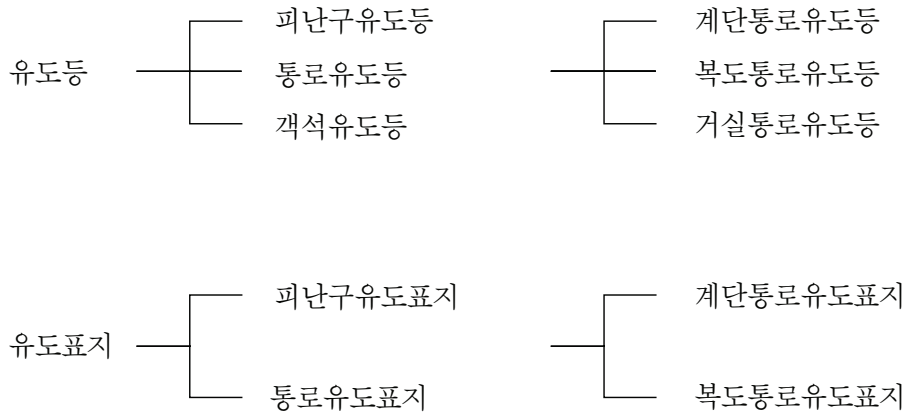 피난구유도등 계단통로유도등
유도등 통로유도등 복도통로유도등
객석유도등 거실통로유도등
피난구유도표지 계단통로유도표지
유도표지
통로유도표지 복도통로유도표지